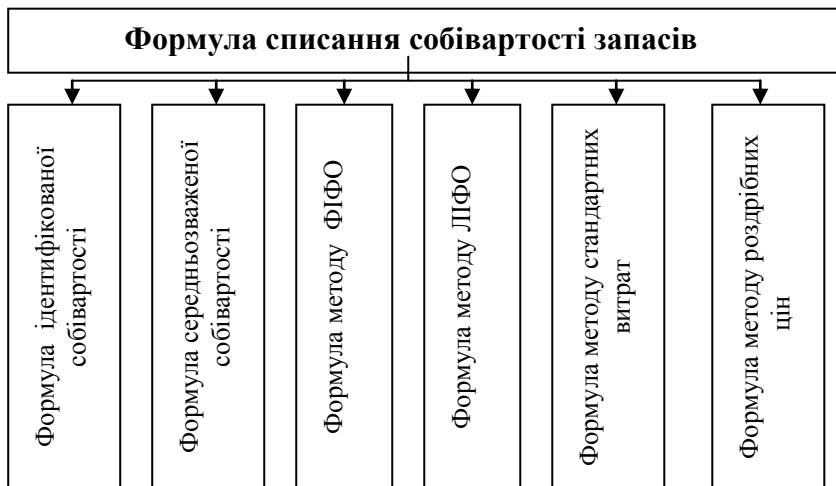 Формула списання собівартості запасів
Формула ідентифікованої
собівартості
Формула середньозваженої
собівартості
Формула методу ФІФО
Формула методу ЛІФО
Формула методу стандартних
витрат
Формула методу роздрібних
цін